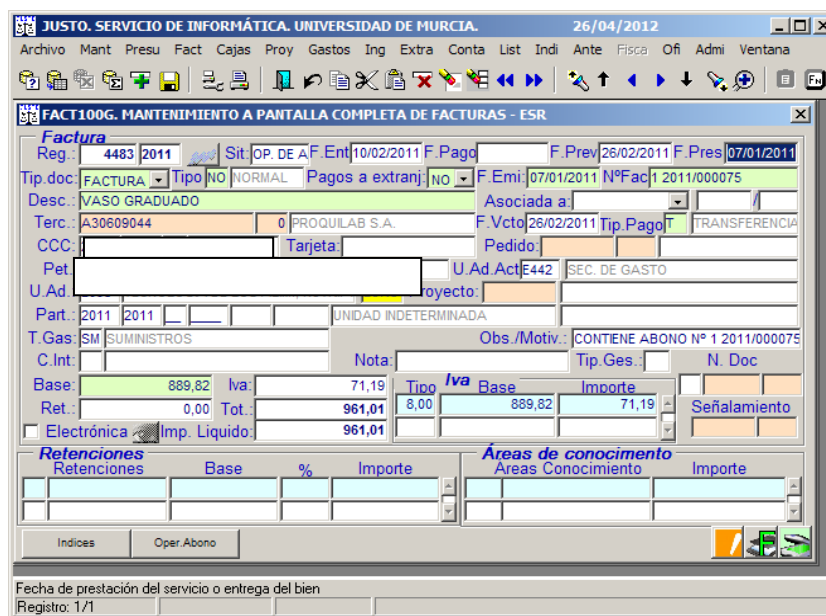 JUSTO. SERVICIO DE INFORMÁTICA. UNIVERSIDAD DE MURCIA. 26/04/2012
Archivo Mant Presu Fact Cajas Proy Gastos Ing Extra Conta List Indi Ante Fisca Ofi Admi Ventana
FACT100G. MANTENIMIENTO A PANTALLA COMPLETA DE FACTURAS - ESR
Factura
Reg.: 4483 2011 Sit: OP. DE A F.Ent 10/02/2011 F.Pago F.Prev 26/02/2011 F.Pres 07/01/2011
Tip.doc: FACTURA Tipo NO NORMAL Pagos a extranj: NO F.Emi: 07/01/2011 NºFac 1 2011/000075
Desc.: VASO GRADUADO Asociada a: /
Terc.: A30609044 0 PROQUILAB S.A. F.Vcto 26/02/2011 Tip.Pago T TRANSFERENCIA
CCC: Tarjeta: Pedido:
Pet. U.Ad.Act E442 SEC. DE GASTO
U.Ad. royecto:
Part.: 2011 2011 UNIDAD INDETERMINADA
T.Gas: SM SUMINISTROS Obs./Motiv.: CONTIENE ABONO Nº 1 2011/000075
C.Int: Nota: Tip.Ges.: N. Doc
Base: 889,82 Iva: 71,19 Tipo Iva Base Importe
Ret.: 0,00 Tot.: 961,01 8,00 889,82 71,19 Señalamiento
Electrónica Imp. Liquido: 961,01
Retenciones Áreas de conocimento
Retenciones Base % Importe Areas Conocimiento Importe
Indices Oper.Abono
Fecha de prestación del servicio o entrega del bien
Registro: 1/1